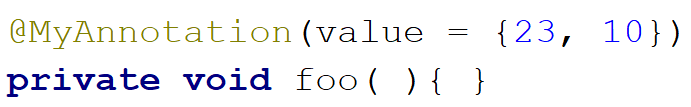 @MyAnnotation(value = {23, 10})
private void foo( ){ }